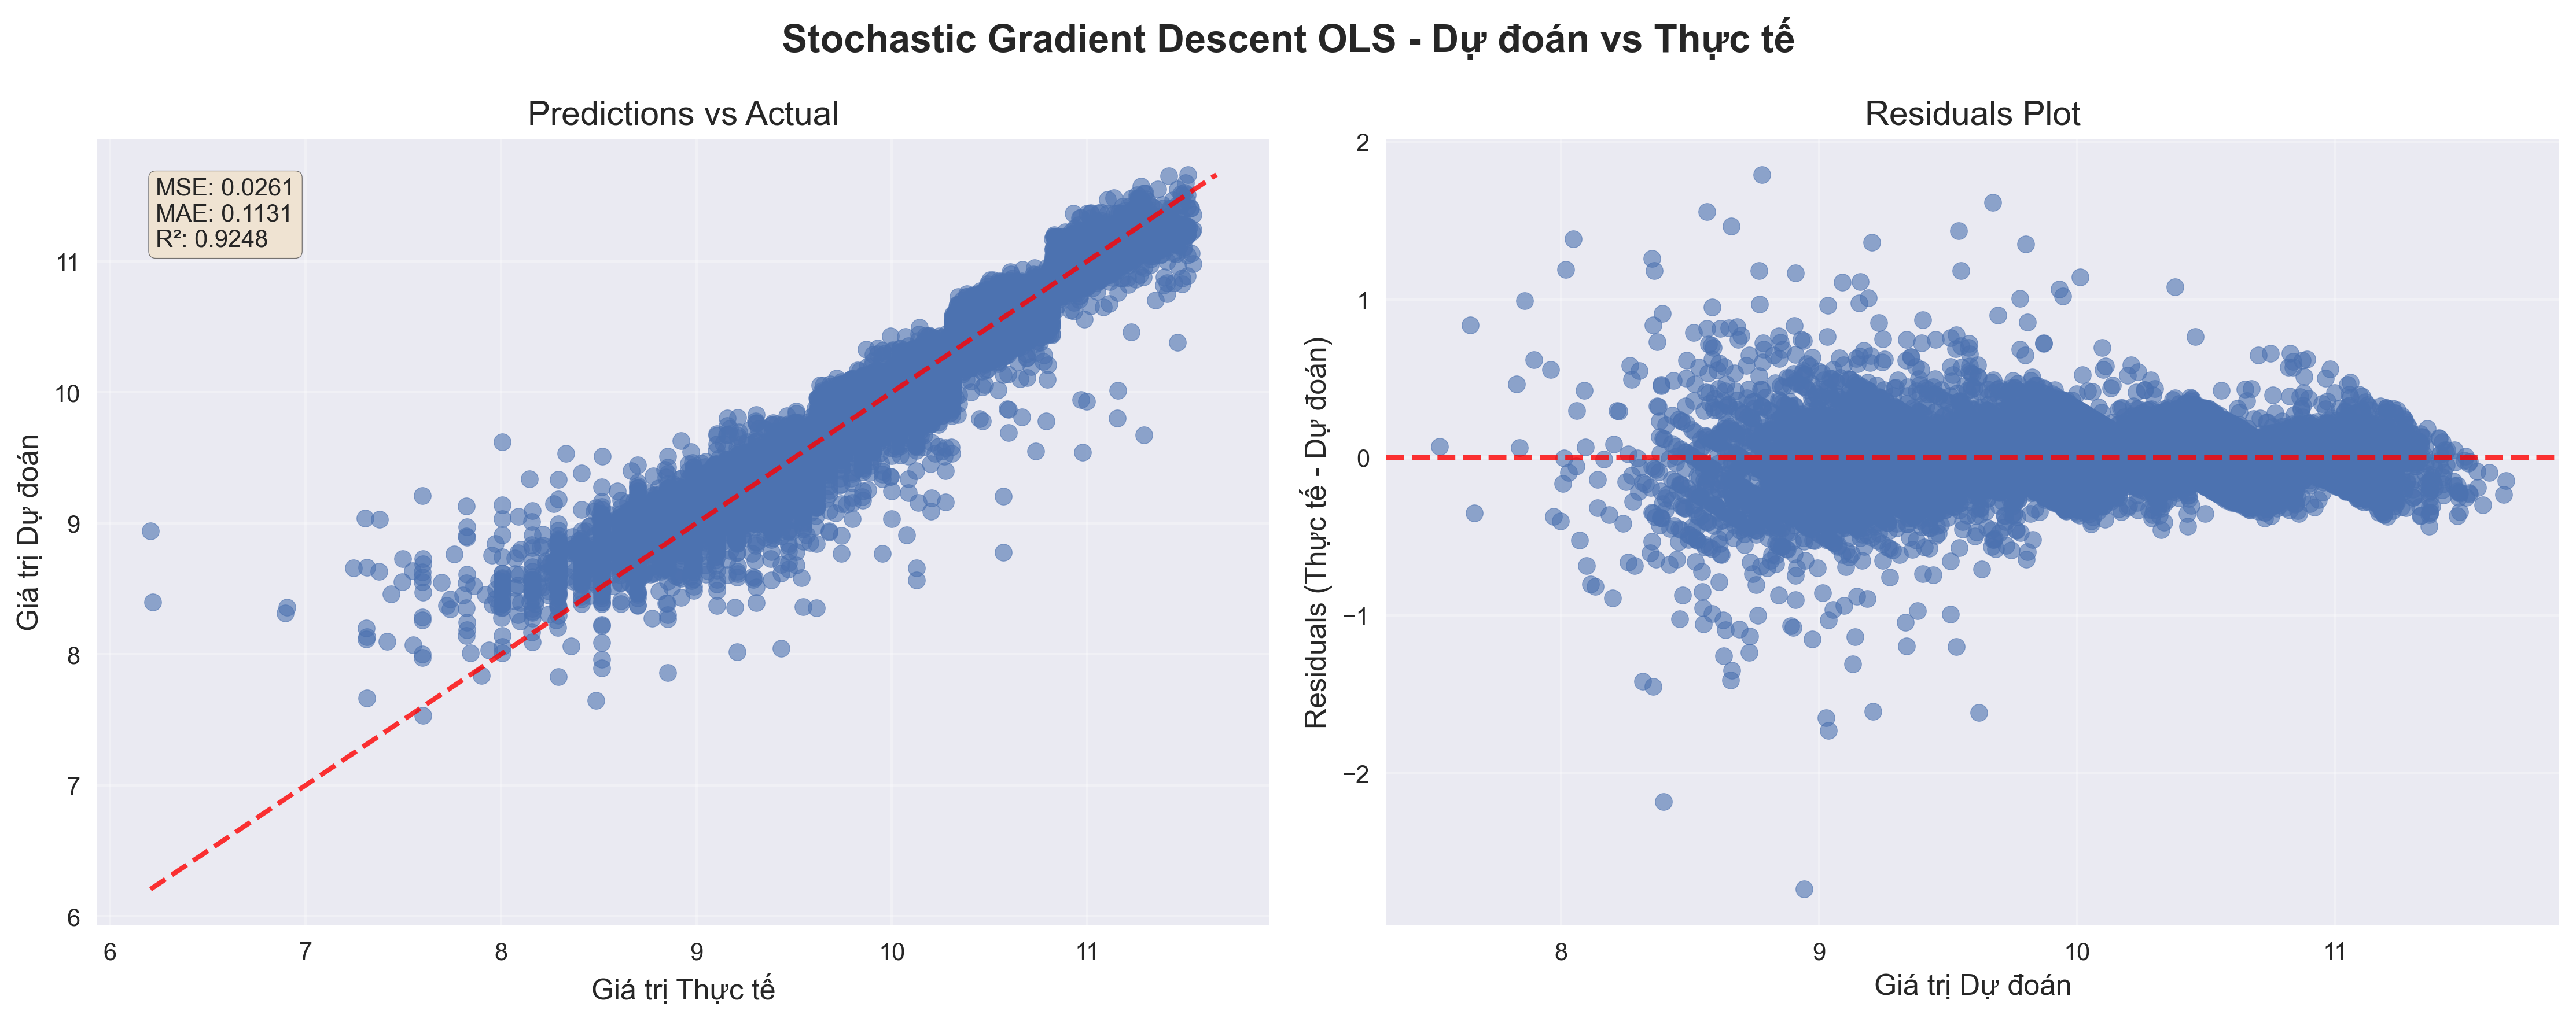 Stochastic Gradient Descent OLS - Dự đoán vs Thực tế
Predictions vs Actual
MSE: 0.0261
MAE: 0.1131
R²: 0.9248
Giá trị Dự đoán
11
10
9
8
7
6
6 7 8 9 10 11
Giá trị Thực tế
Residuals Plot
Residuals (Thực tế - Dự đoán)
2
1
0
−1
−2
8 9 10 11
Giá trị Dự đoán